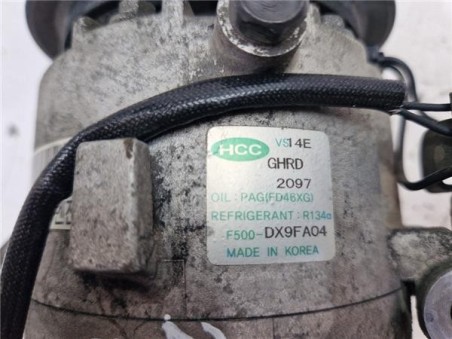 HCC VS14E
GHRD
2097
OIL : PAG(FD46XG)
REFRIGERANT : R134a
F500-DX9FA04
MADE IN KOREA